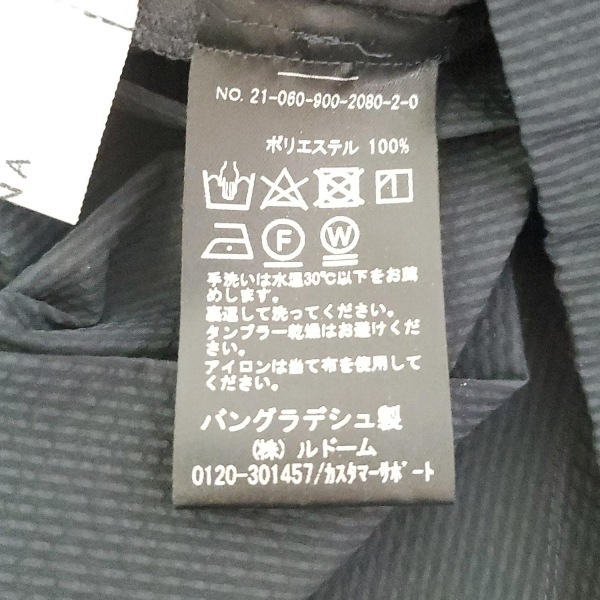 NA
NO. 21-060-900-2080-2-0
ポリエステル 100%
F
W
手洗いは水温30℃以下をお薦
めします。
裏返して洗ってください。
タンブラー乾燥はお避けくださ
い。
アイロンは当て布を使用して
ください。
バングラデシュ製
(株) ルドーム
0120-301457/カスタマーサポート